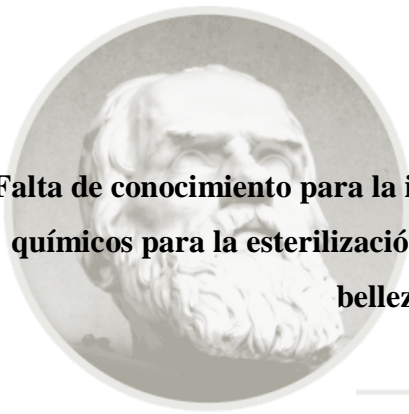 Falta de conocimiento para la i
químicos para la esterilizació
bellez